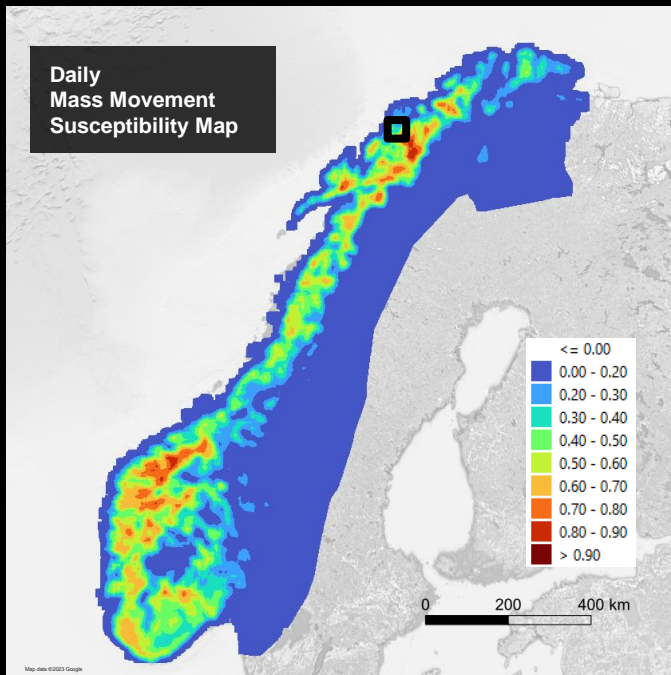 Daily
Mass Movement
Susceptibility Map
<= 0.00
0.00 - 0.20
0.20 - 0.30
0.30 - 0.40
0.40 - 0.50
0.50 - 0.60
0.60 - 0.70
0.70 - 0.80
0.80 - 0.90
> 0.90
0 200 400 km
Map data ©2023 Google